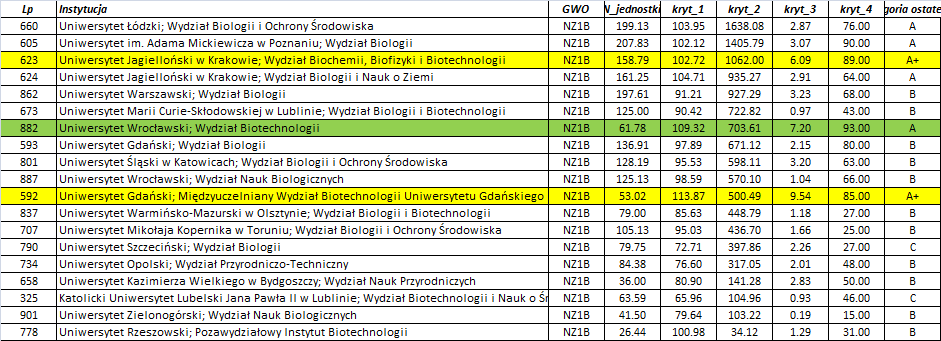 Lp Instytucja GWO N_jednostki kryt_1 kryt_2 kryt_3 kryt_4 goria ostate
660 Uniwersytet Łódzki; Wydział Biologii i Ochrony Środowiska NZ1B 199.13 103.95 1638.08 2.87 76.00 A
605 Uniwersytet im. Adama Mickiewicza w Poznaniu; Wydział Biologii NZ1B 207.83 102.12 1405.79 3.07 90.00 A
623 Uniwersytet Jagielloński w Krakowie; Wydział Biochemii, Biofizyki i Biotechnologii NZ1B 158.79 102.72 1062.00 6.09 89.00 A+
624 Uniwersytet Jagielloński w Krakowie; Wydział Biologii i Nauk o Ziemi NZ1B 161.25 104.71 935.27 2.91 64.00 A
862 Uniwersytet Warszawski; Wydział Biologii NZ1B 197.61 91.21 927.29 3.23 68.00 B
673 Uniwersytet Marii Curie-Skłodowskiej w Lublinie; Wydział Biologii i Biotechnologii NZ1B 125.00 90.42 722.82 0.97 43.00 B
882 Uniwersytet Wrocławski; Wydział Biotechnologii NZ1B 61.78 109.32 703.61 7.20 93.00 A
593 Uniwersytet Gdański; Wydział Biologii NZ1B 136.91 97.89 671.12 2.15 80.00 B
801 Uniwersytet Śląski w Katowicach; Wydział Biologii i Ochrony Środowiska NZ1B 128.19 95.53 598.11 3.20 63.00 B
887 Uniwersytet Wrocławski; Wydział Nauk Biologicznych NZ1B 125.13 98.59 570.10 1.04 66.00 B
592 Uniwersytet Gdański; Międzyuczelniany Wydział Biotechnologii Uniwersytetu Gdańskiego NZ1B 53.02 113.87 500.49 9.54 85.00 A+
837 Uniwersytet Warmińsko-Mazurski w Olsztynie; Wydział Biologii i Biotechnologii NZ1B 79.00 85.63 448.79 1.18 27.00 B
707 Uniwersytet Mikołaja Kopernika w Toruniu; Wydział Biologii i Ochrony Środowiska NZ1B 105.13 95.03 436.70 1.66 25.00 B
790 Uniwersytet Szczeciński; Wydział Biologii NZ1B 79.75 72.71 397.86 2.26 27.00 C
734 Uniwersytet Opolski; Wydział Przyrodniczo-Techniczny NZ1B 84.38 76.60 317.05 2.01 48.00 B
658 Uniwersytet Kazimierza Wielkiego w Bydgoszczy; Wydział Nauk Przyrodniczych NZ1B 36.00 80.90 141.28 2.83 50.00 B
325 Katolicki Uniwersytet Lubelski Jana Pawła II w Lublinie; Wydział Biotechnologii i Nauk o Śr NZ1B 63.59 65.96 104.96 0.93 46.00 C
901 Uniwersytet Zielonogórski; Wydział Nauk Biologicznych NZ1B 41.50 79.64 103.22 0.19 15.00 B
778 Uniwersytet Rzeszowski; Pozawydziałowy Instytut Biotechnologii NZ1B 26.44 100.98 34.12 1.29 31.00 B